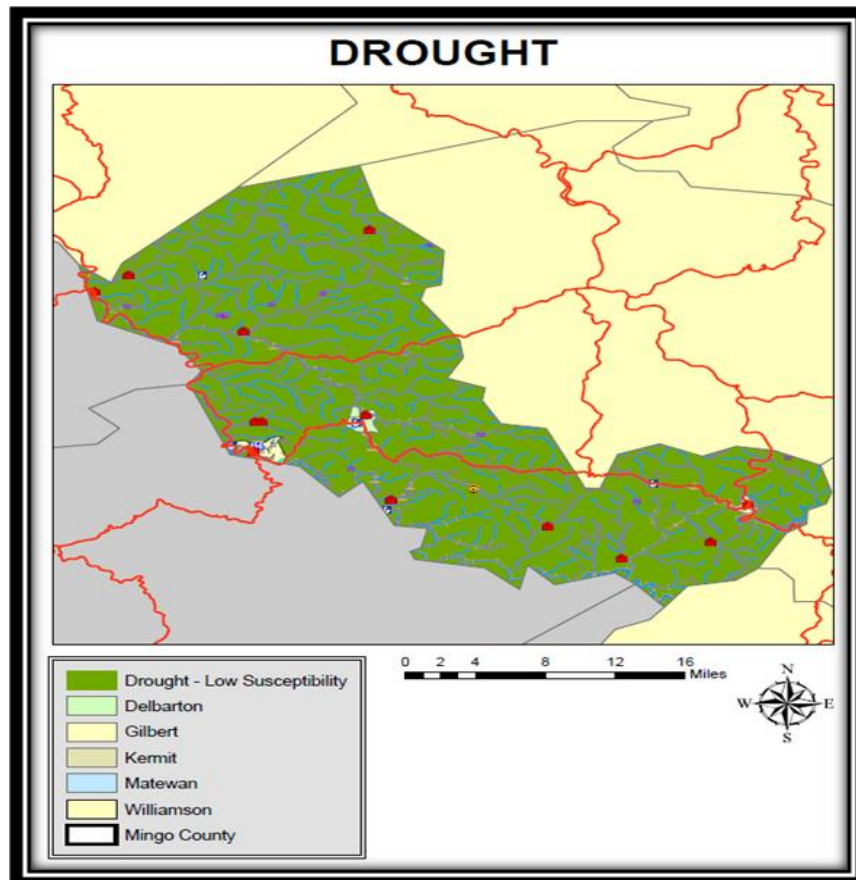 DROUGHT
0 2 4 8 12 16
Miles
N
W E
S
Drought - Low Susceptibility
Delbarton
Gilbert
Kermit
Matewan
Williamson
Mingo County